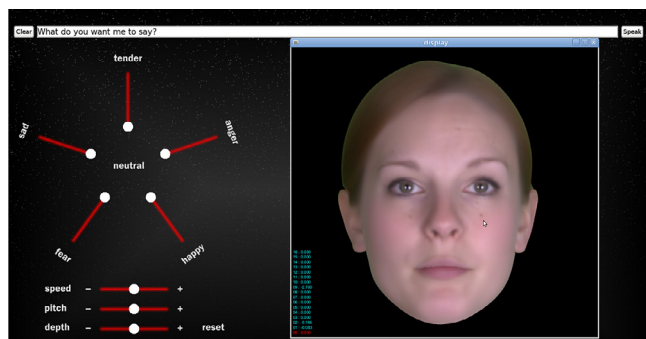 Clear What do you want me to say? Speak
display
tender
sad
anger
neutral
fear
happy
speed - +
pitch - +
depth - + reset